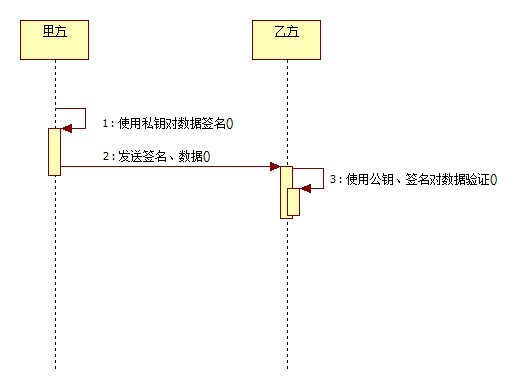 甲方
乙方
1 : 使用私钥对数据签名()
2 : 发送签名、数据()
3 : 使用公钥、签名对数据验证()